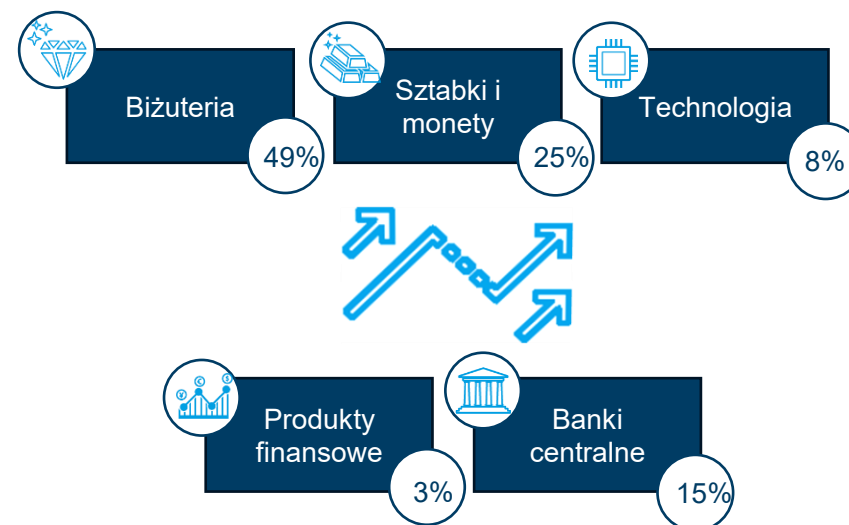 Biżuteria
49%
Sztabki i
monety
25%
Technologia
8%
Produkty
finansowe
3%
Banki
centralne
15%